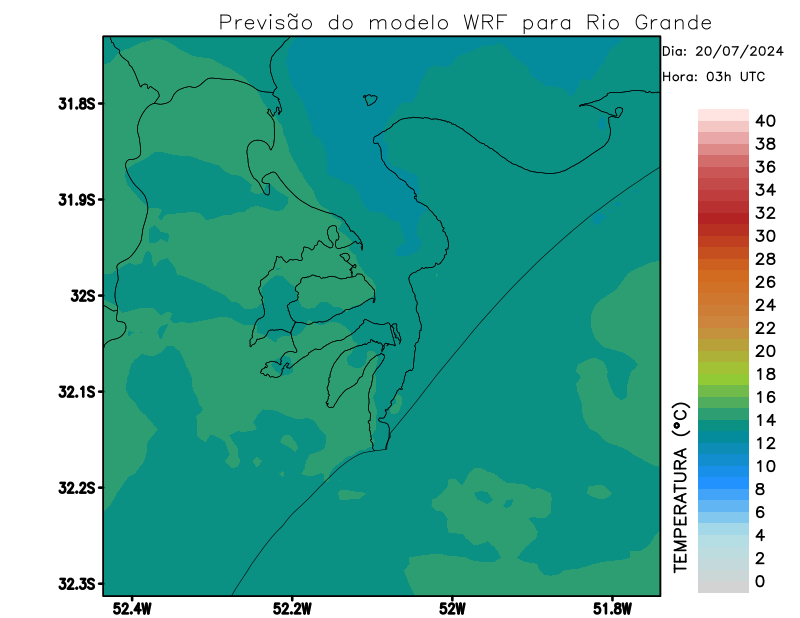 Previsão do modelo WRF para Rio Grande
Dia: 20/07/2024
Hora: 03h UTC
31.8S
31.9S
32S
32.1S
32.2S
32.3S
52.4W
52.2W
52W
51.8W
TEMPERATURA (°C)
40
38
36
34
32
30
28
26
24
22
20
18
16
14
12
10
8
6
4
2
0